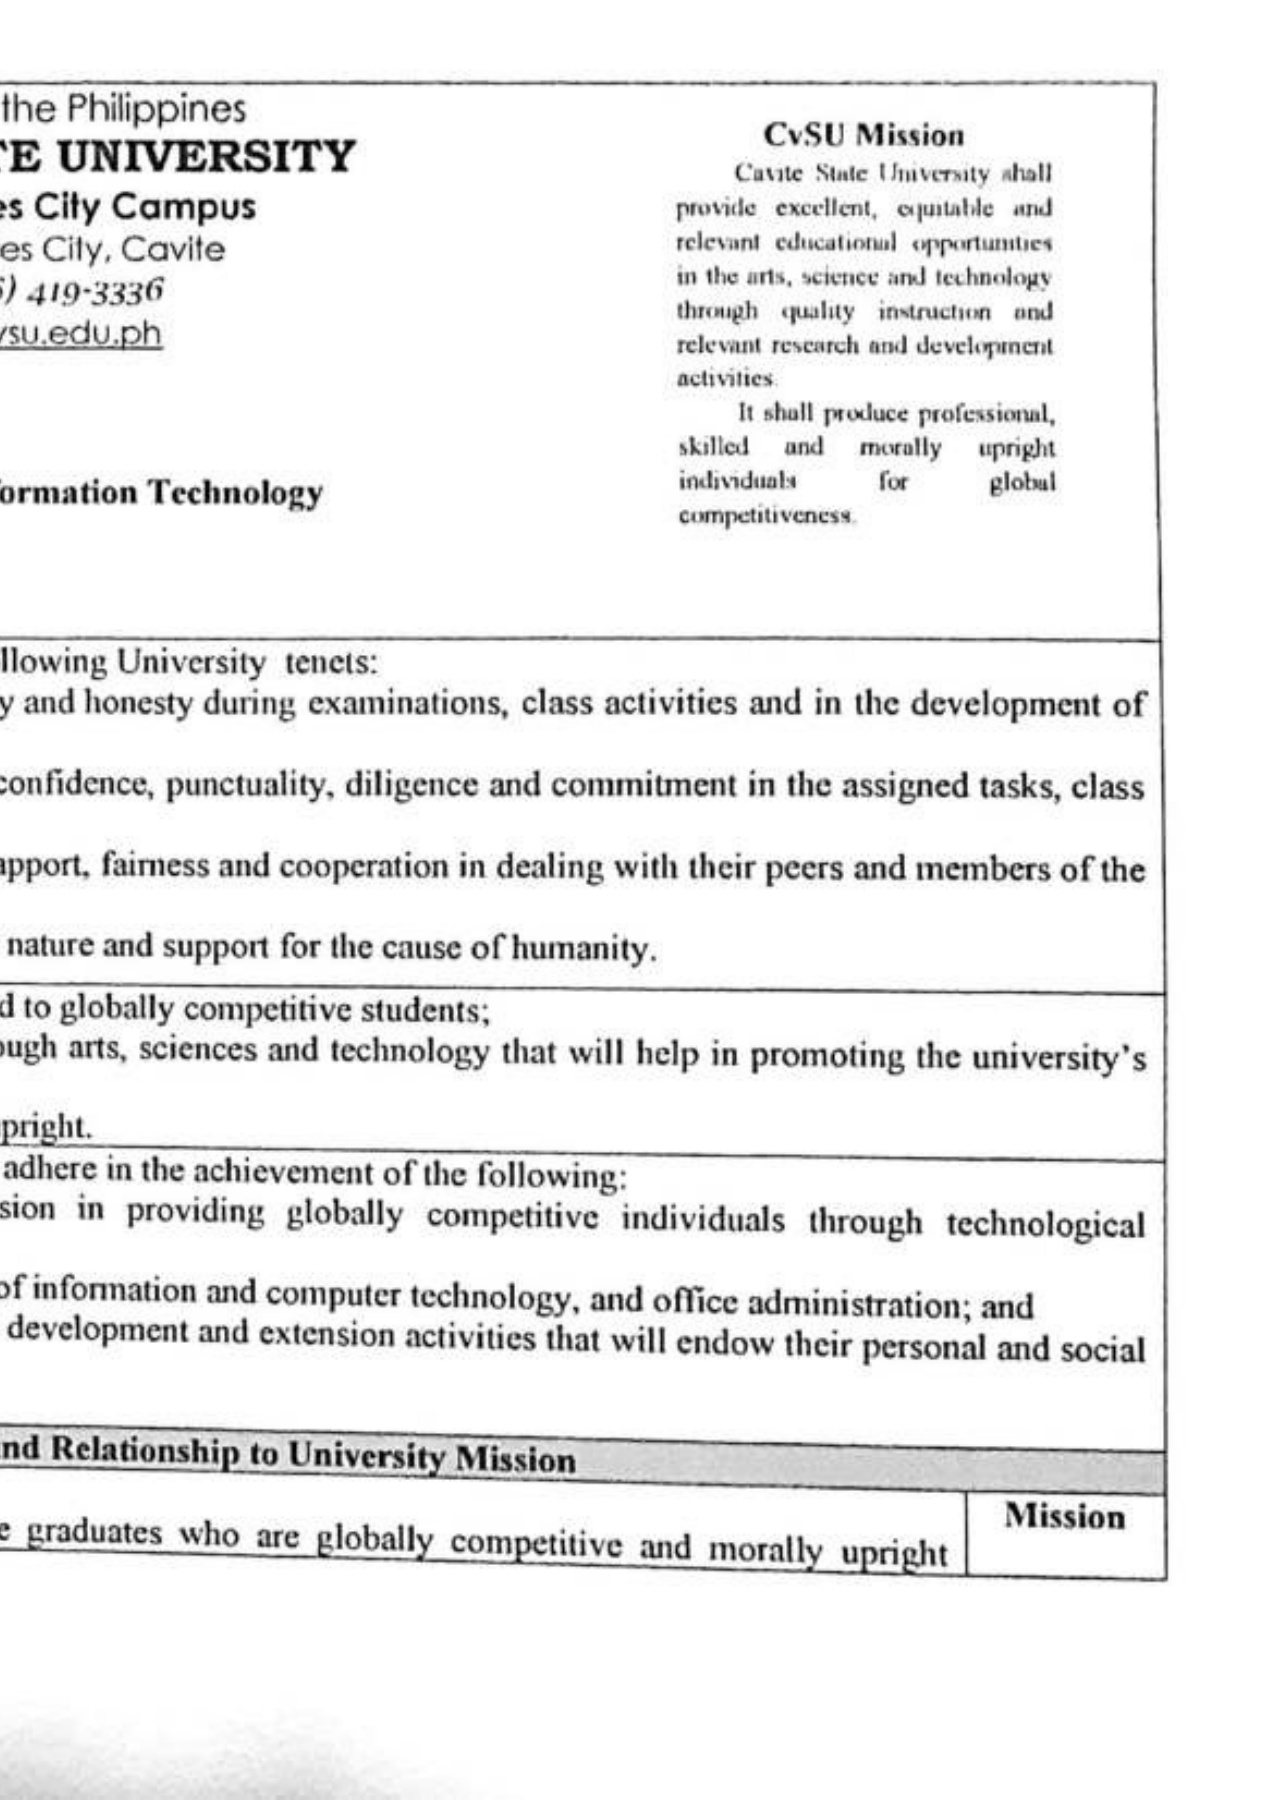 the Philippines
TE UNIVERSITY
es City Campus
es City, Cavite
) 419-3336
vsu.edu.ph
ormation Technology
CvSU Mission
Cavite State University shall
provide excellent, equitable and
relevant educational opportunities
in the arts, science and technology
through quality instruction and
relevant research and development
activities.
It shall produce professional,
skilled and morally upright
individuals for global
competitiveness.
llowing University tenets:
y and honesty during examinations, class activities and in the development of
confidence, punctuality, diligence and commitment in the assigned tasks, class
apport, fairness and cooperation in dealing with their peers and members of the
nature and support for the cause of humanity.
d to globally competitive students;
ough arts, sciences and technology that will help in promoting the university's
pright.
adhere in the achievement of the following:
sion in providing globally competitive individuals through technological
of information and computer technology, and office administration; and
development and extension activities that will endow their personal and social
nd Relationship to University Mission
Mission
e graduates who are globally competitive and morally upright